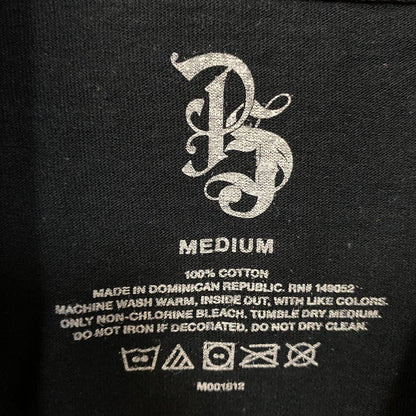 PS
MEDIUM
100% COTTON
MADE IN DOMINICAN REPUBLIC. RN# 149052
MACHINE WASH WARM, INSIDE OUT, WITH LIKE COLORS.
ONLY NON-CHLORINE BLEACH. TUMBLE DRY MEDIUM.
DO NOT IRON IF DECORATED. DO NOT DRY CLEAN.
M001612